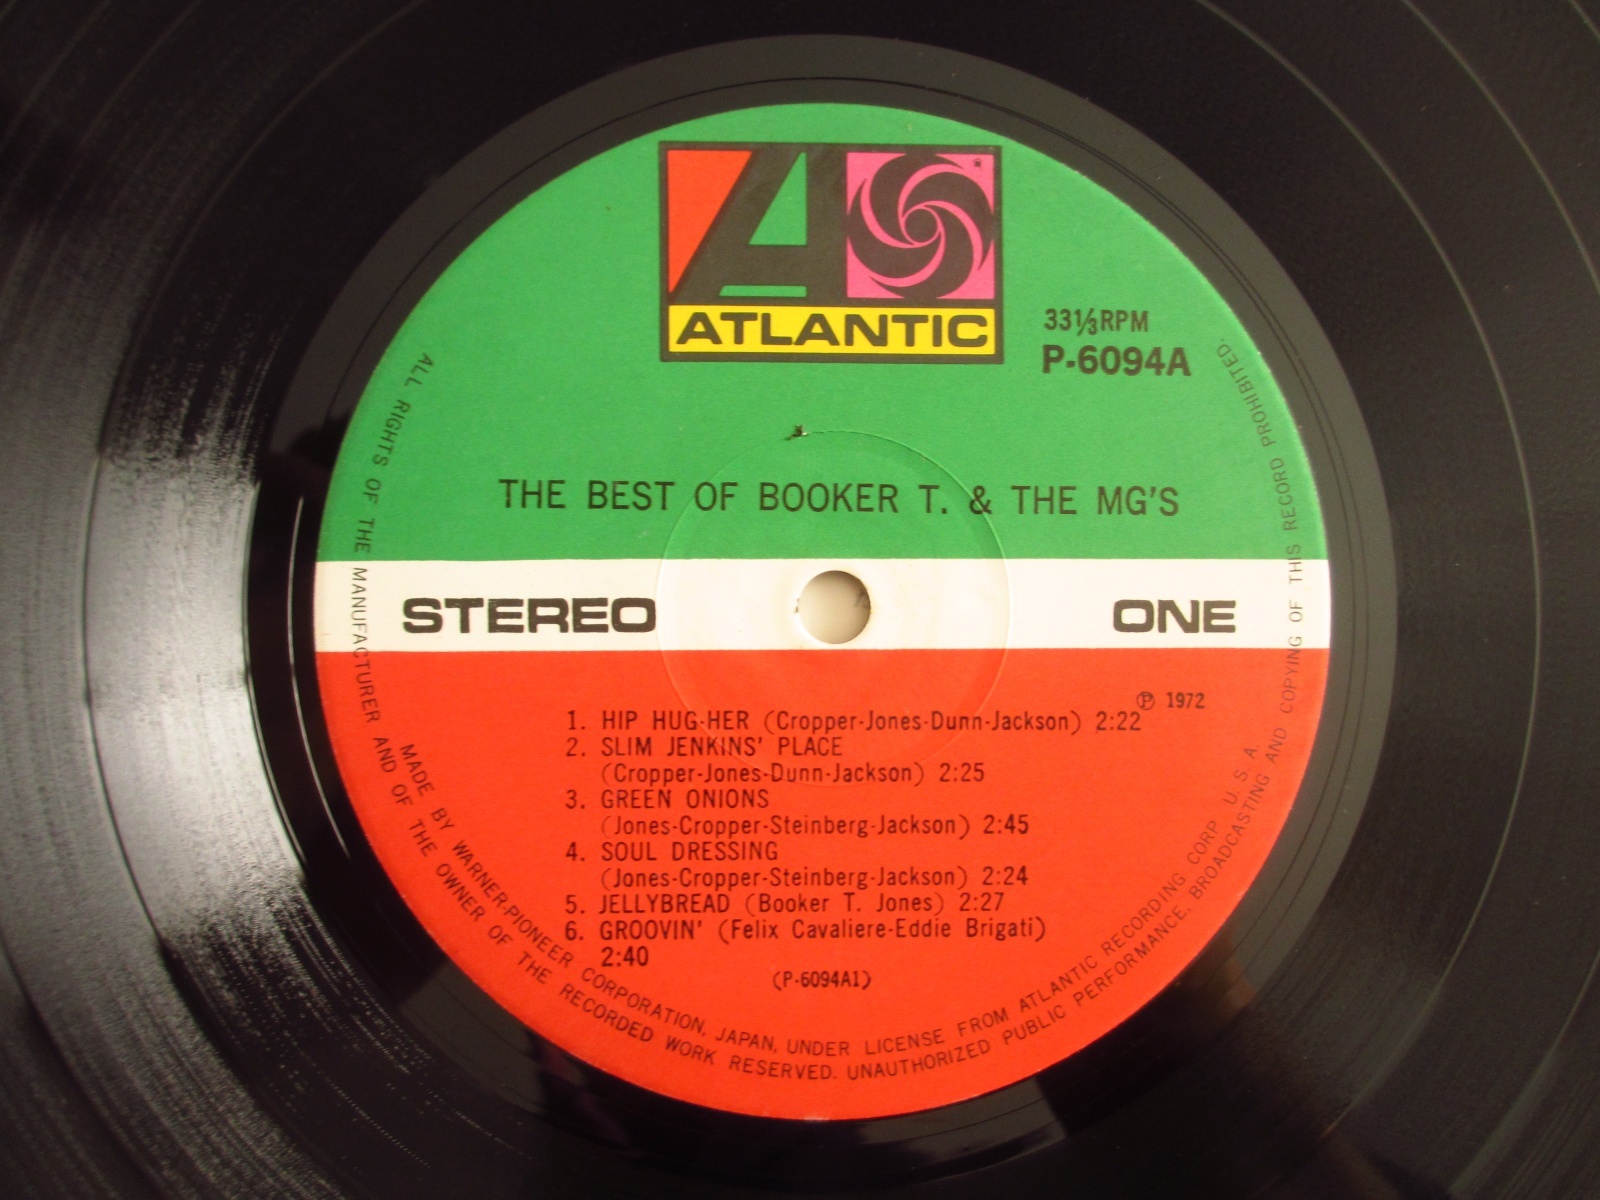 ATLANTIC
33⅓RPM
P-6094A
THE BEST OF BOOKER T. & THE MG'S
STEREO
ONE
℗ 1972
1. HIP HUG-HER (Cropper-Jones-Dunn-Jackson) 2:22
2. SLIM JENKINS' PLACE
(Cropper-Jones-Dunn-Jackson) 2:25
3. GREEN ONIONS
(Jones-Cropper-Steinberg-Jackson) 2:45
4. SOUL DRESSING
(Jones-Cropper-Steinberg-Jackson) 2:24
5. JELLYBREAD (Booker T. Jones) 2:27
6. GROOVIN' (Felix Cavaliere-Eddie Brigati)
2:40
(P-6094A1)
MADE BY WARNER-PIONEER CORPORATION, JAPAN, UNDER LICENSE FROM ATLANTIC RECORDING CORP. U. S. A.
ALL RIGHTS OF THE MANUFACTURER AND OF THE OWNER OF THE RECORDED WORK RESERVED. UNAUTHORIZED PUBLIC PERFORMANCE. BROADCASTING AND COPYING OF THIS RECORD PROHIBITED.